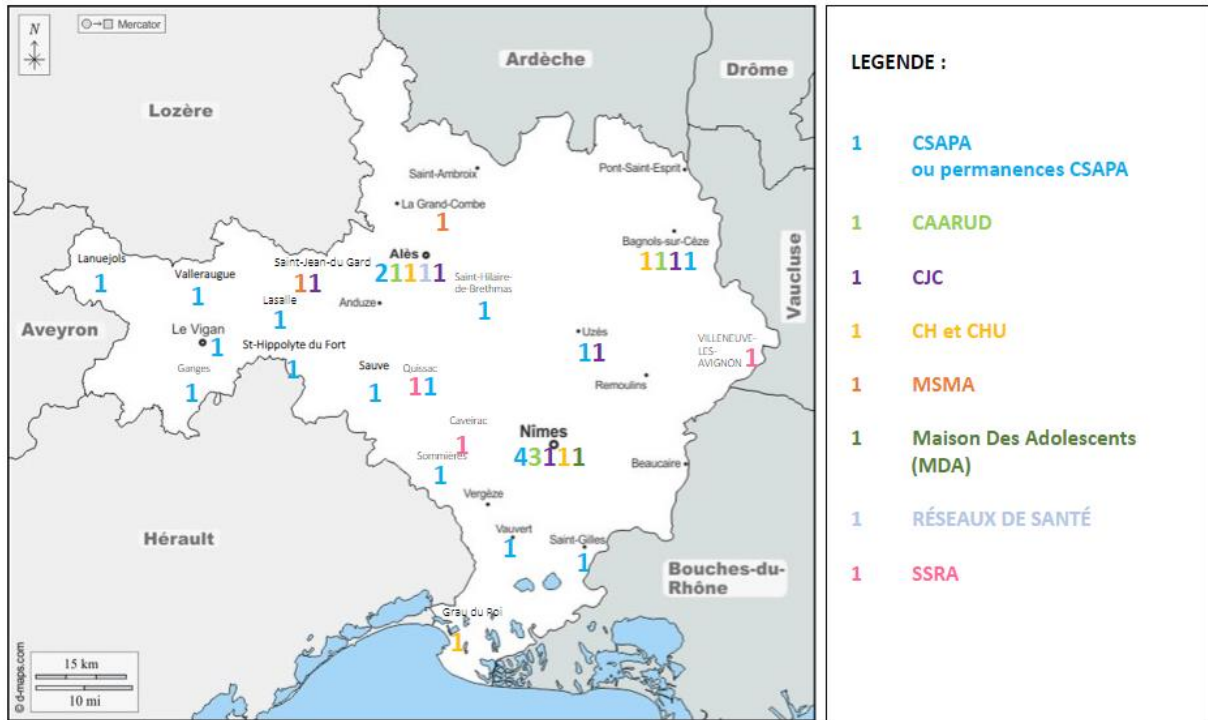 N
Mercator
Ardèche
Drôme
Lozère
Saint-Ambroix
Pont-Saint-Esprit
La Grand-Combe
1
Alès
21111
Bagnols-sur-Cèze
1111
Vaucluse
Lanuejols
1
Valleraugue
1
Saint-Jean-du Gard
11
Saint-Hilaire-
de-Brethmas
1
Lasalle
1
Anduze
Aveyron
Le Vigan
1
St-Hippolyte du Fort
1
Uzès
11
VILLENEUVE-
LES-
AVIGNON
1
Ganges
1
Sauve
1
Quissac
11
Remoulins
Caveirac
1
Nîmes
43111
Sommières
1
Beaucaire
Vergèze
Hérault
Vauvert
1
Saint-Gilles
1
Bouches-du-
Rhône
Grau du Roi
1
15 km
10 mi
© d-maps.com
LEGENDE :
1 CSAPA
ou permanences CSAPA
1 CAARUD
1 CJC
1 CH et CHU
1 MSMA
1 Maison Des Adolescents
(MDA)
1 RÉSEAUX DE SANTÉ
1 SSRA